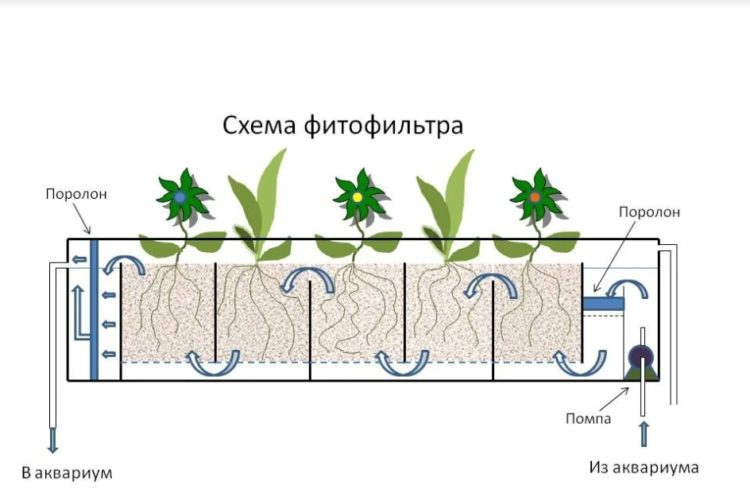 Схема фитофильтра
Поролон
Поролон
Помпа
В аквариум
Из аквариума